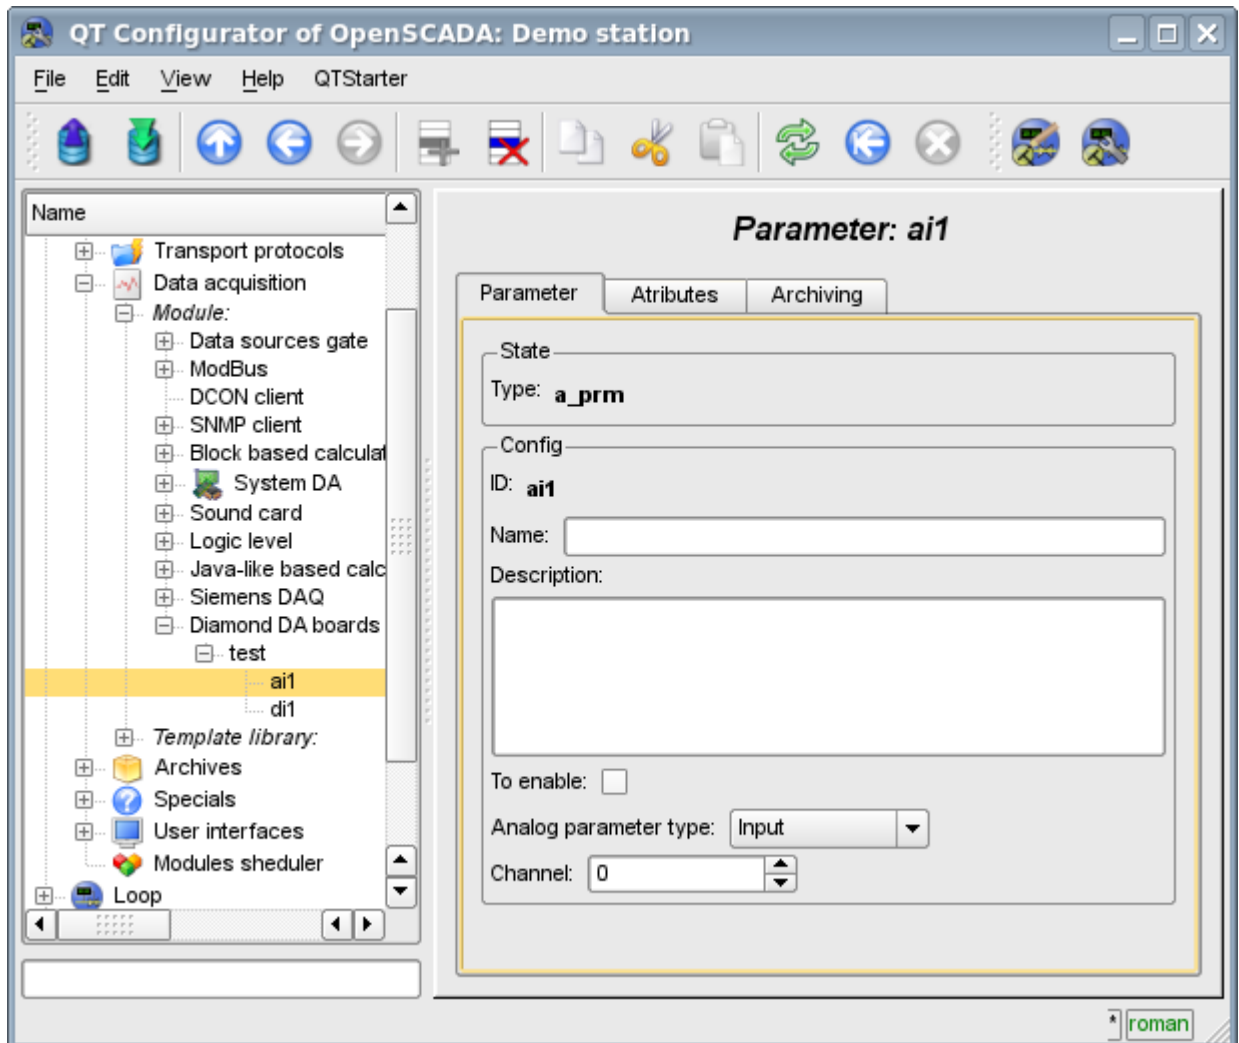 QT Configurator of OpenSCADA: Demo station
File Edit View Help QTStarter
Name
Transport protocols
Data acquisition
Module:
Data sources gate
ModBus
DCON client
SNMP client
Block based calculat
System DA
Sound card
Logic level
Java-like based calc
Siemens DAQ
Diamond DA boards
test
ai1
di1
Template library:
Archives
Specials
User interfaces
Modules sheduler
Loop
Parameter: ai1
Parameter Atributes Archiving
State
Type: a_prm
Config
ID: ai1
Name:
Description:
To enable:
Analog parameter type: Input
Channel: 0
* roman